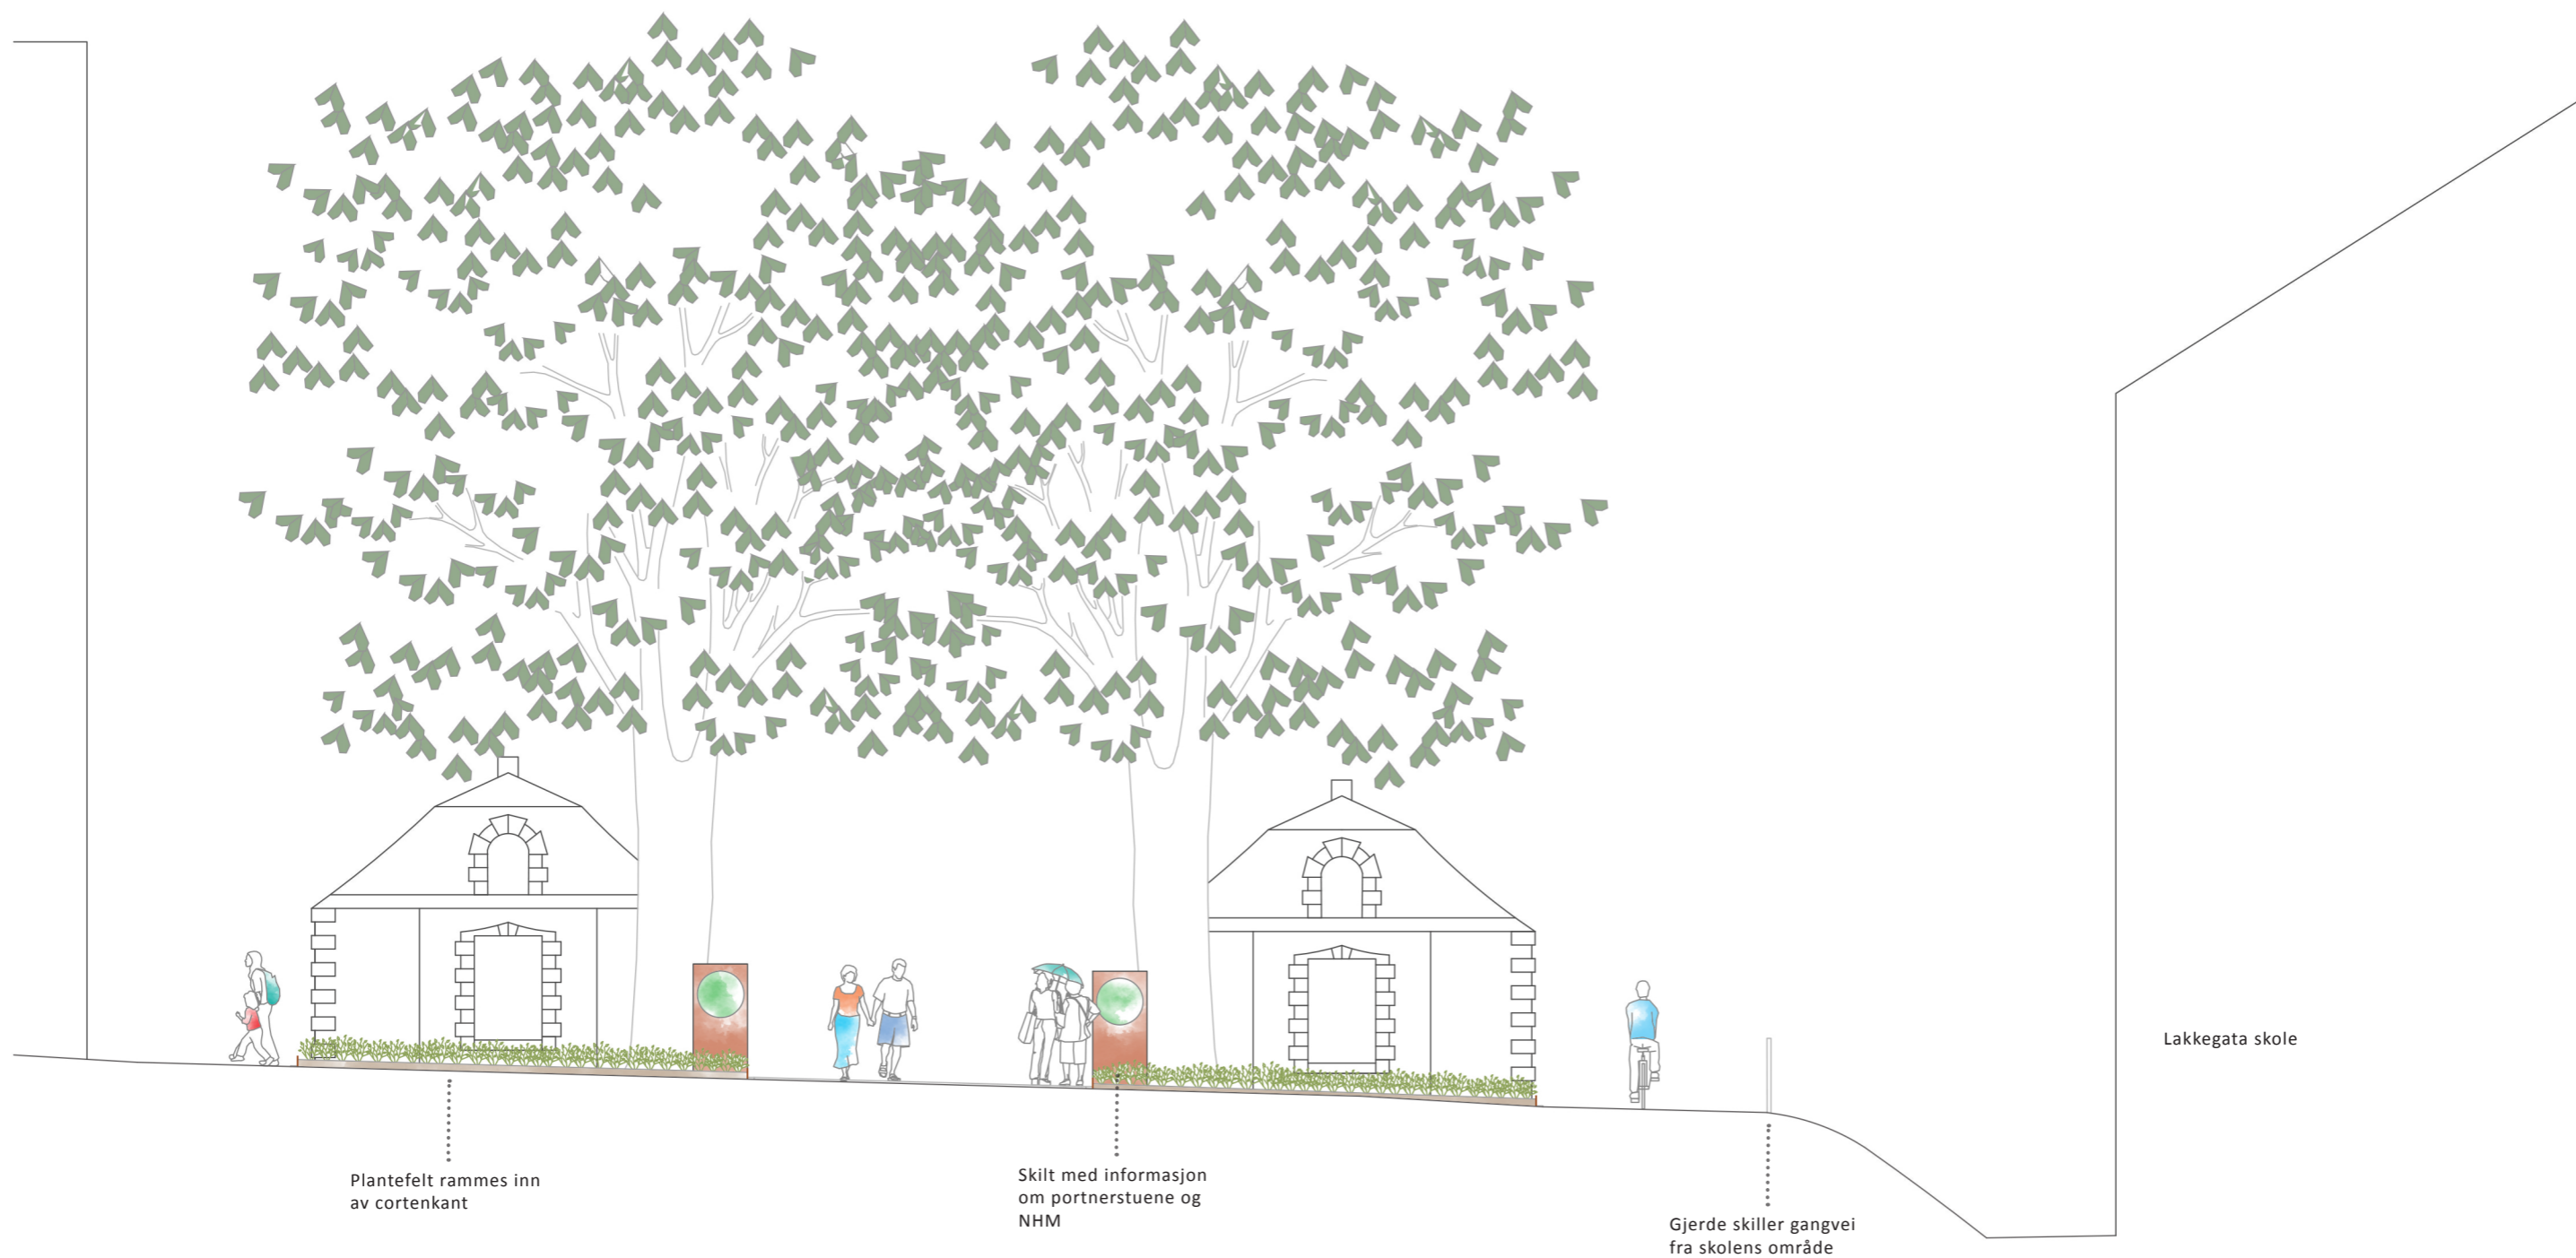 Lakkegata skole
Plantefelt rammes inn
av cortenkant
Skilt med informasjon
om portnerstuene og
NHM
Gjerde skiller gangvei
fra skolens område